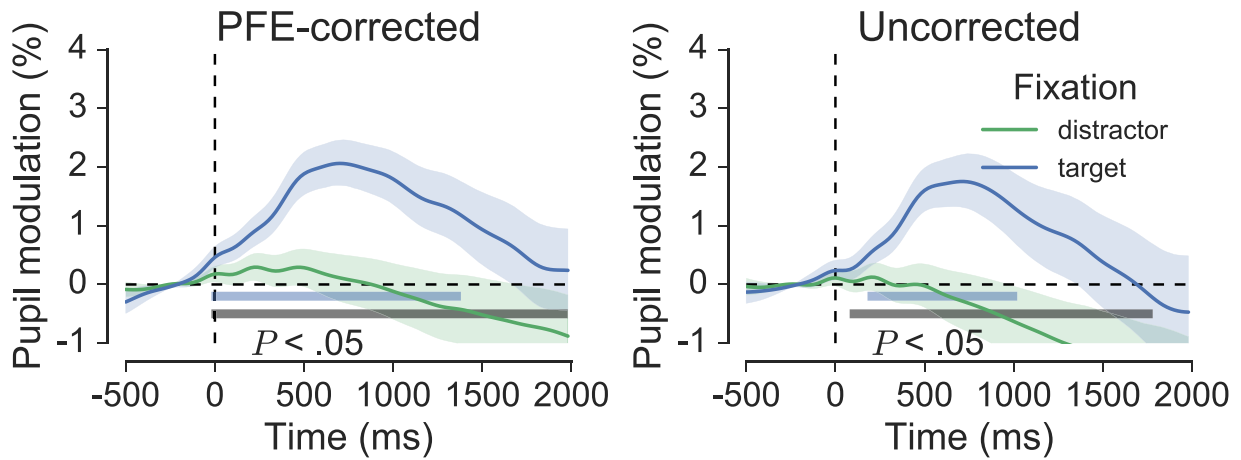 PFE-corrected
Pupil modulation (%)
4
3
2
1
0
-1
P < .05
-500 0 500 1000 1500 2000
Time (ms)
Uncorrected
Pupil modulation (%)
4
3
2
1
0
-1
Fixation
distractor
target
P < .05
-500 0 500 1000 1500 2000
Time (ms)